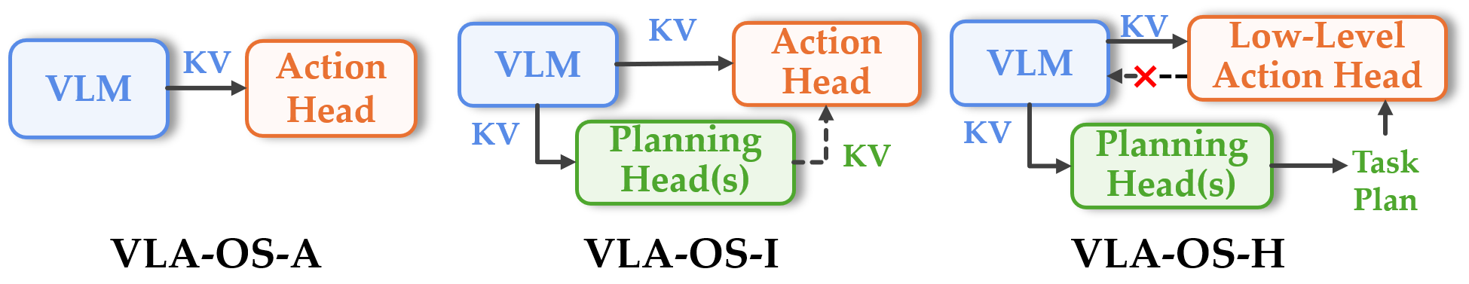 VLM
KV
Action
Head
VLA-OS-A
VLM
KV
Action
Head
KV
Planning
Head(s)
KV
VLA-OS-I
VLM
KV
Low-Level
Action Head
KV
Planning
Head(s)
Task
Plan
VLA-OS-H